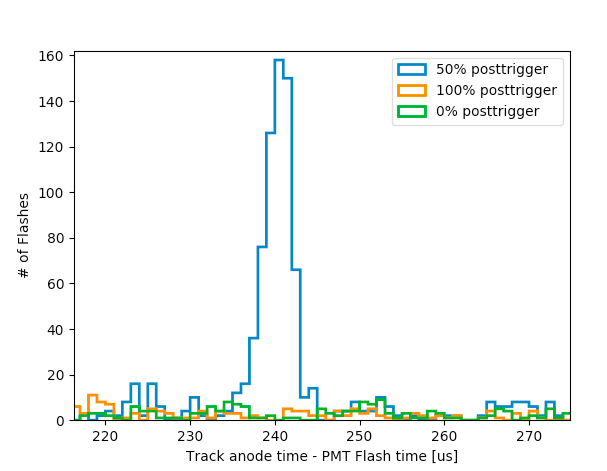 160
140
120
100
80
60
40
20
0
# of Flashes
50% posttrigger
100% posttrigger
0% posttrigger
220 230 240 250 260 270
Track anode time - PMT Flash time [us]